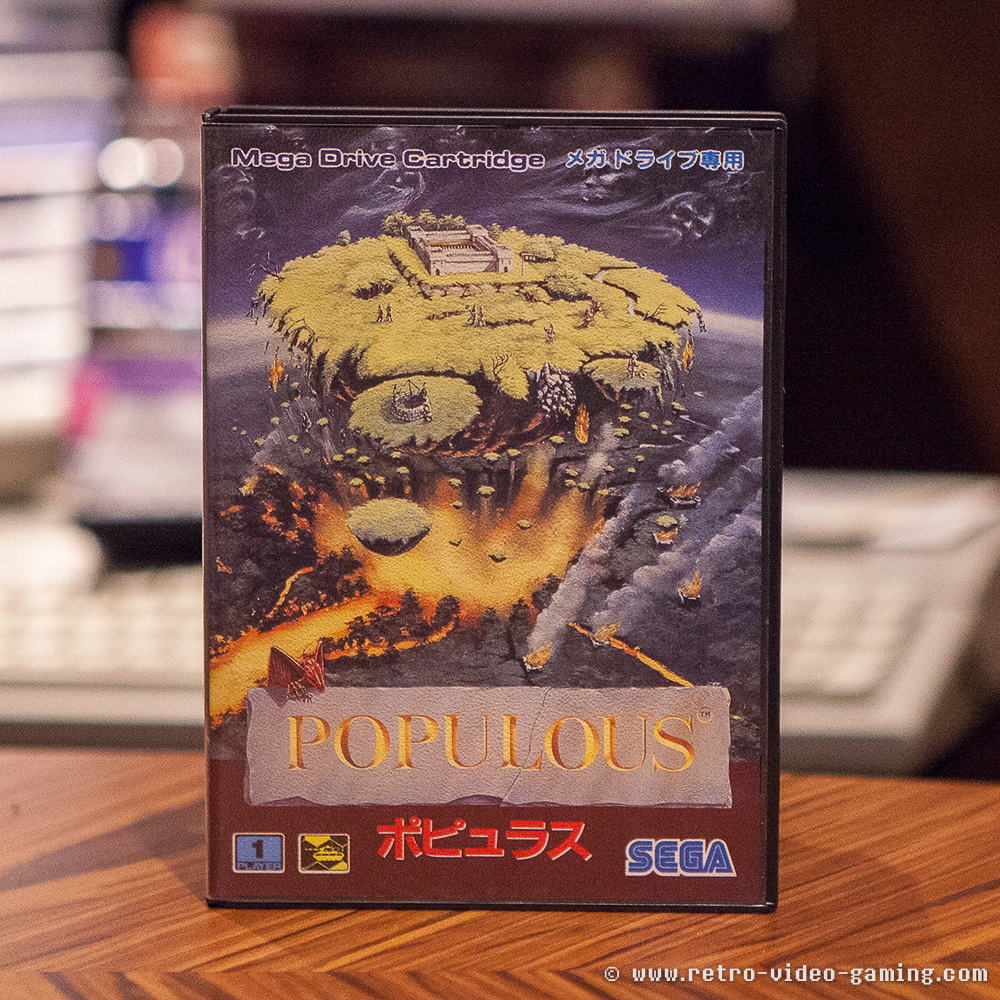 Mega Drive Cartridge メガドライブ専用
POPULOUS™
ポピュラス
1
PLAYER
SEGA
© www.retro-video-gaming.com